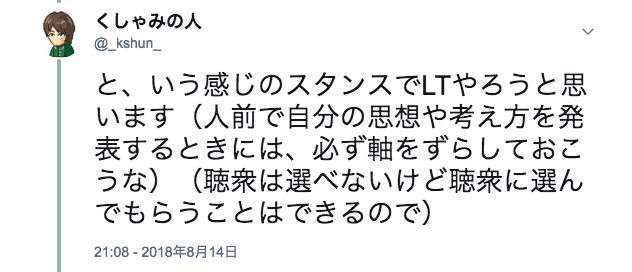 くしゃみの人
@_kshun_
と、いう感じのスタンスでLTやろうと思
います（人前で自分の思想や考え方を発
表するときには、必ず軸をずらしておこ
うな）（聴衆は選べないけど聴衆に選ん
でもらうことはできるので）
21:08 - 2018年8月14日